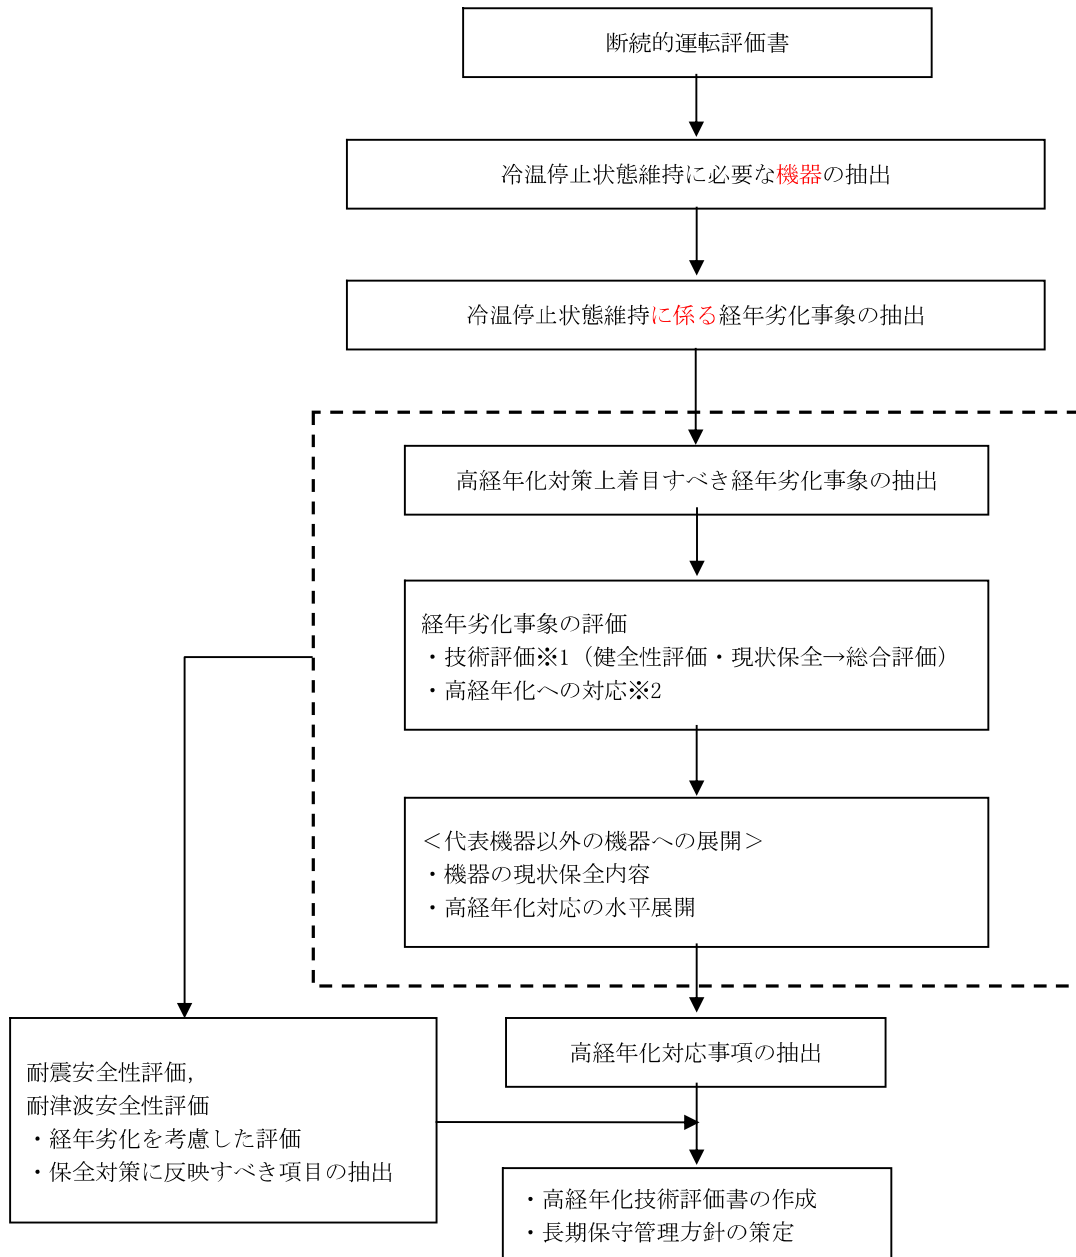 断続的運転評価書
冷温停止状態維持に必要な機器の抽出
冷温停止状態維持に係る経年劣化事象の抽出
高経年化対策上着目すべき経年劣化事象の抽出
経年劣化事象の評価
・技術評価※1（健全性評価・現状保全→総合評価）
・高経年化への対応※2
＜代表機器以外の機器への展開＞
・機器の現状保全内容
・高経年化対応の水平展開
高経年化対応事項の抽出
耐震安全性評価，
耐津波安全性評価
・経年劣化を考慮した評価
・保全対策に反映すべき項目の抽出
・高経年化技術評価書の作成
・長期保守管理方針の策定